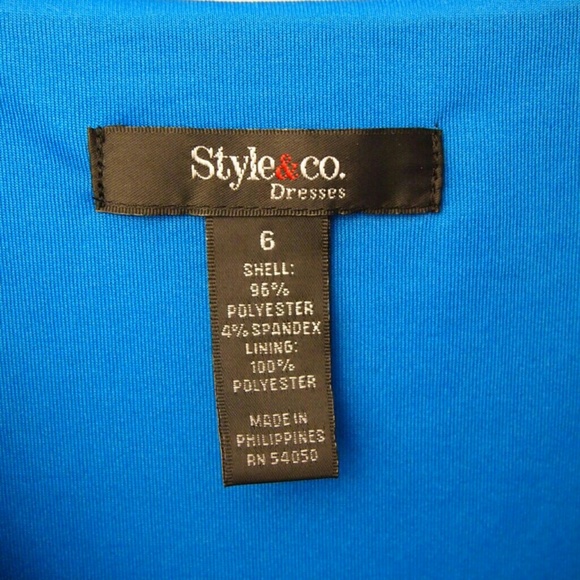 Style&co.
Dresses
6
SHELL:
96%
POLYESTER
4% SPANDEX
LINING:
100%
POLYESTER
MADE IN
PHILIPPINES
RN 54050